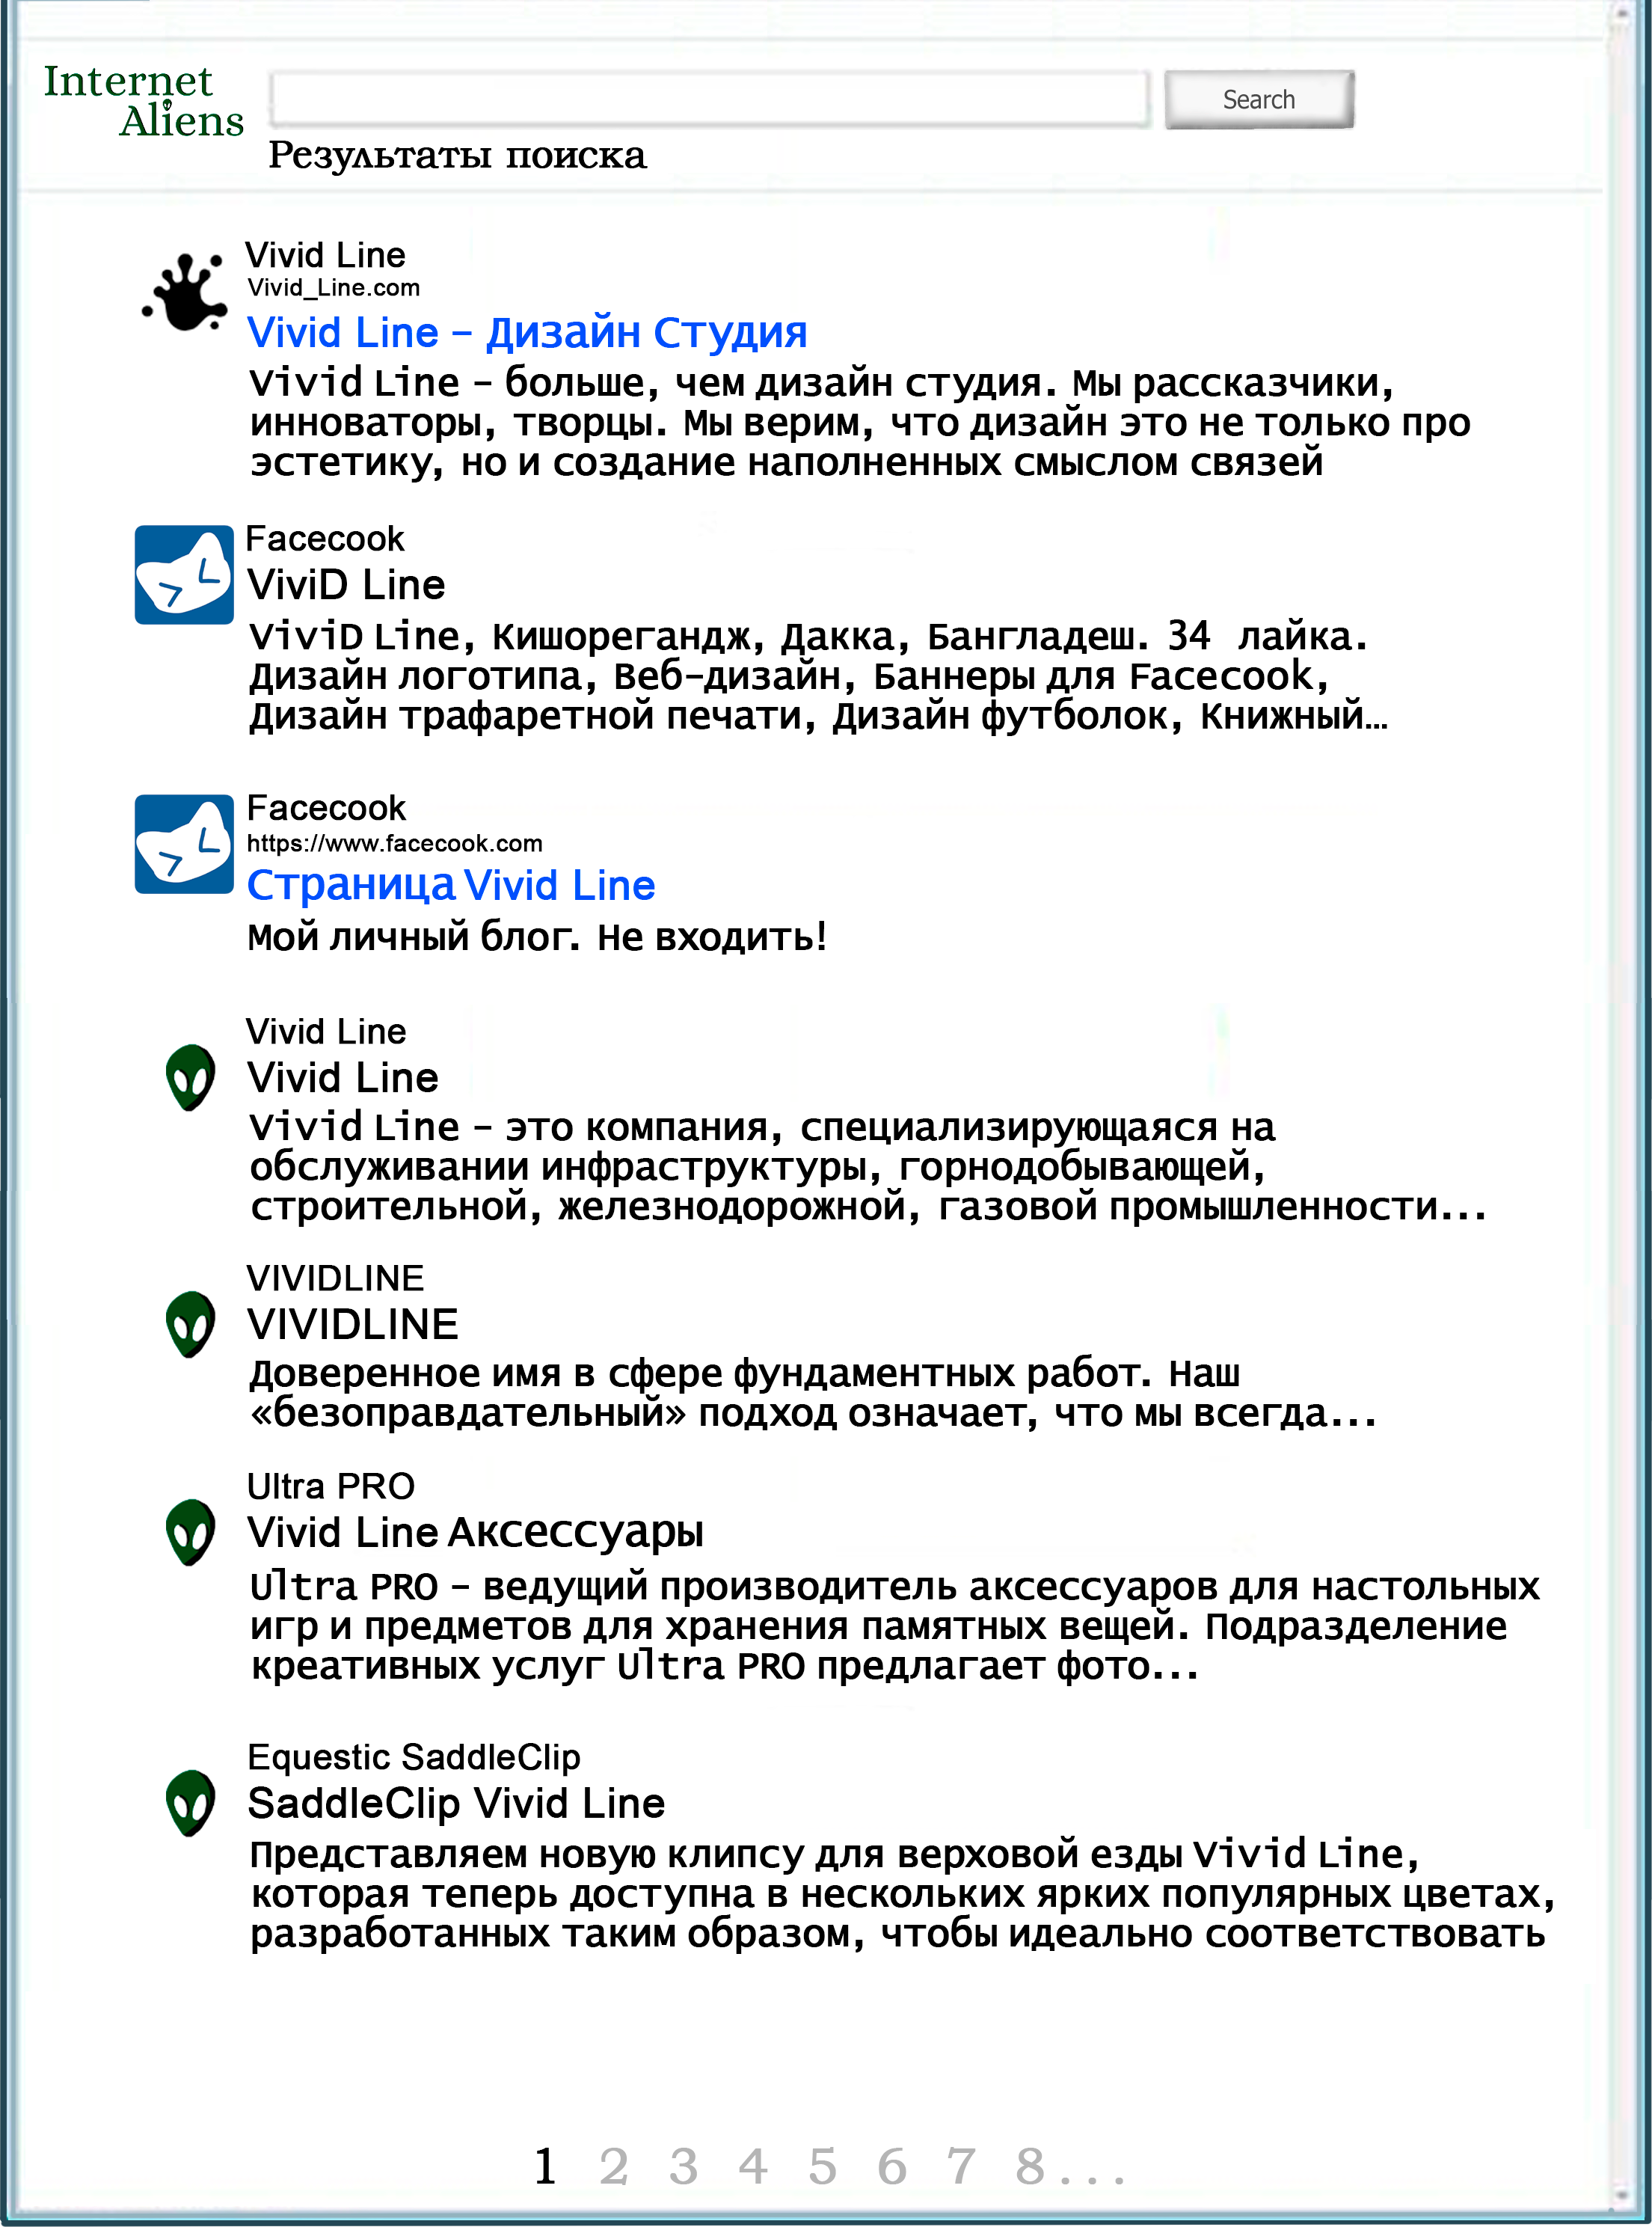 Internet
Aliens
Search
Результаты поиска
Vivid Line
Vivid_Line.com
Vivid Line - Дизайн Студия
Vivid Line - больше, чем дизайн студия. Мы рассказчики,
инноваторы, творцы. Мы верим, что дизайн это не только про
эстетику, но и создание наполненных смыслом связей
Facecook
ViviD Line
ViviD Line, Кишорегандж, Дакка, Бангладеш. 34 лайка.
Дизайн логотипа, Веб-дизайн, Баннеры для Facecook,
Дизайн трафаретной печати, Дизайн футболок, Книжный...
Facecook
https://www.facecook.com
Страница Vivid Line
Мой личный блог. Не входить!
Vivid Line
Vivid Line
Vivid Line - это компания, специализирующаяся на
обслуживании инфраструктуры, горнодобывающей,
строительной, железнодорожной, газовой промышленности...
VIVIDLINE
VIVIDLINE
Доверенное имя в сфере фундаментных работ. Наш
«безоправдательный» подход означает, что мы всегда...
Ultra PRO
Vivid Line Аксессуары
Ultra PRO - ведущий производитель аксессуаров для настольных
игр и предметов для хранения памятных вещей. Подразделение
креативных услуг Ultra PRO предлагает фото...
Equestic SaddleClip
SaddleClip Vivid Line
Представляем новую клипсу для верховой езды Vivid Line,
которая теперь доступна в нескольких ярких популярных цветах,
разработанных таким образом, чтобы идеально соответствовать
1 2 3 4 5 6 7 8...